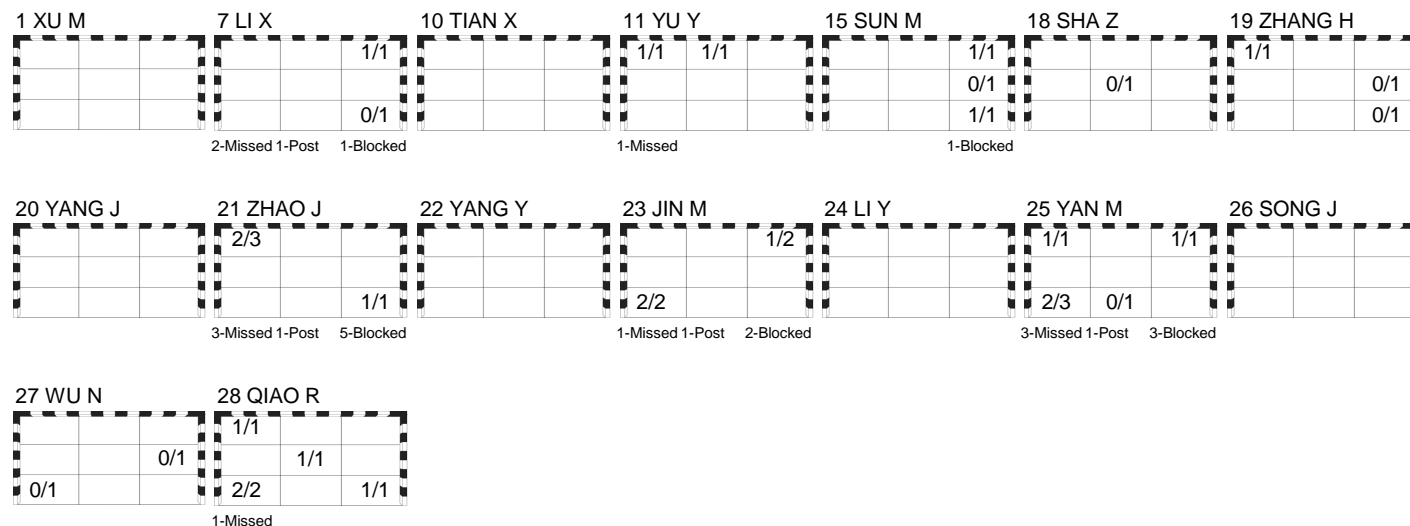 1 XU M 7 LI X 10 TIAN X 11 YU Y 15 SUN M 18 SHA Z 19 ZHANG H
1/1 1/1 1/1 1/1 1/1
0/1 0/1 0/1
0/1 1/1 0/1
2-Missed 1-Post 1-Blocked 1-Missed 1-Blocked
20 YANG J 21 ZHAO J 22 YANG Y 23 JIN M 24 LI Y 25 YAN M 26 SONG J
2/3 1/2 1/1 1/1
1/1 2/2 2/3 0/1
3-Missed 1-Post 5-Blocked 1-Missed 1-Post 2-Blocked 3-Missed 1-Post 3-Blocked
27 WU N 28 QIAO R
1/1
0/1 1/1
0/1 2/2 1/1
1-Missed